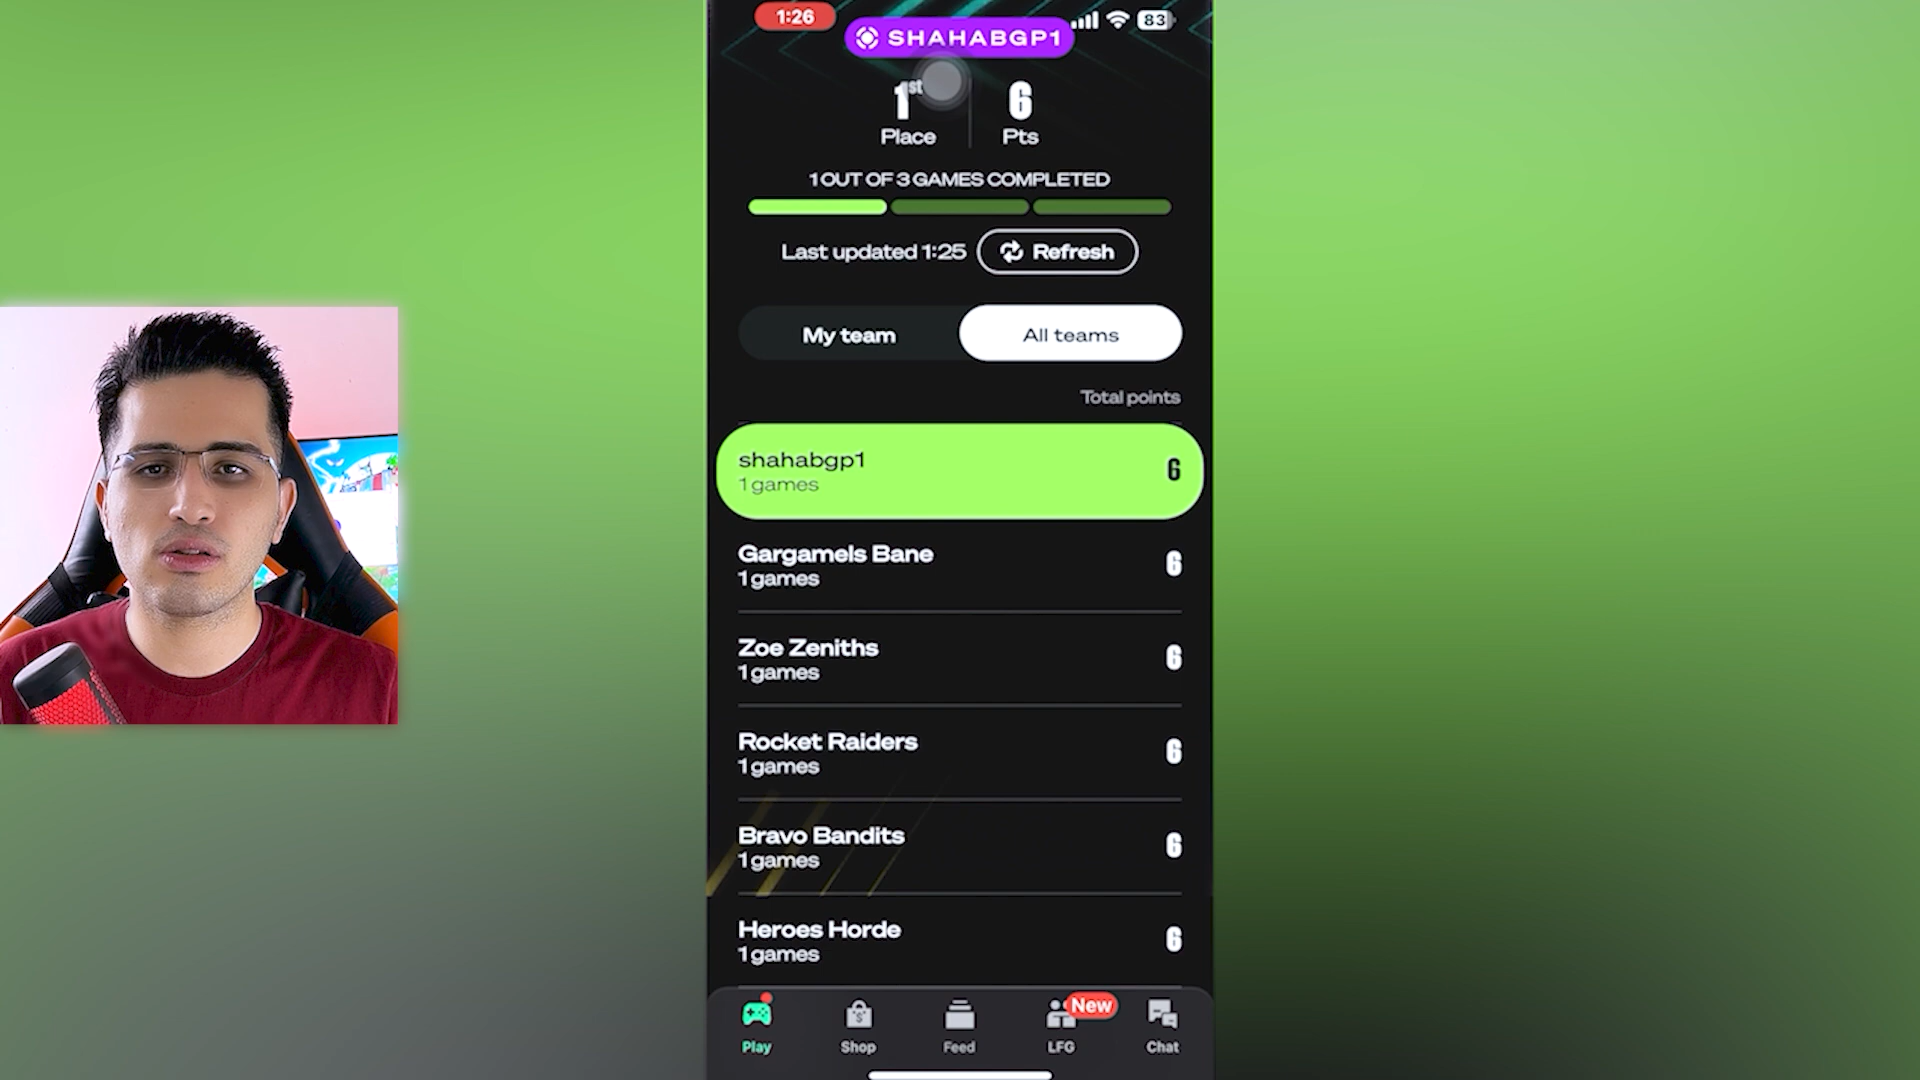 1:26
83
SHAHABGP1
1st
Place
6
Pts
1 OUT OF 3 GAMES COMPLETED
Last updated 1:25
Refresh
My team
All teams
Total points
shahabgp1
1 games
6
Gargamels Bane
1 games
6
Zoe Zeniths
1 games
6
Rocket Raiders
1 games
6
Bravo Bandits
1 games
6
Heroes Horde
1 games
6
New
Play
Shop
Feed
LFG
Chat